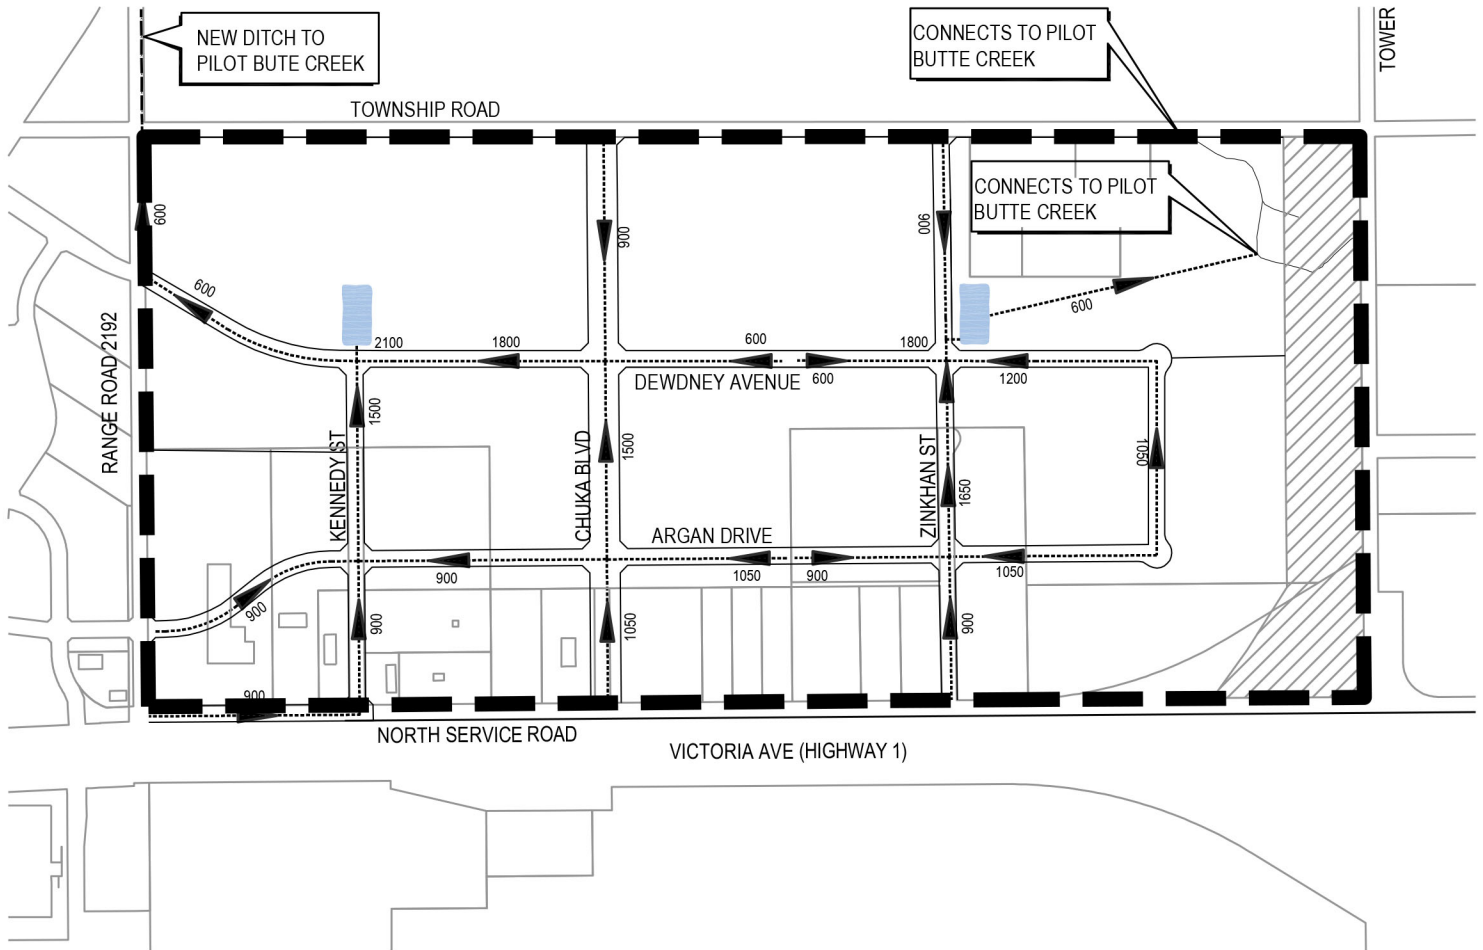 NEW DITCH TO
PILOT BUTE CREEK
CONNECTS TO PILOT
BUTTE CREEK
TOWER
TOWNSHIP ROAD
CONNECTS TO PILOT
BUTTE CREEK
600
900
900
600
600
2100
1800
600
1800
DEWDNEY AVENUE
600
1200
RANGE ROAD 2192
1500
KENNEDY ST
CHUKA BLVD
1500
ZINKHAN ST
1650
1050
ARGAN DRIVE
900
1050
900
1050
900
900
1050
900
900
NORTH SERVICE ROAD
VICTORIA AVE (HIGHWAY 1)